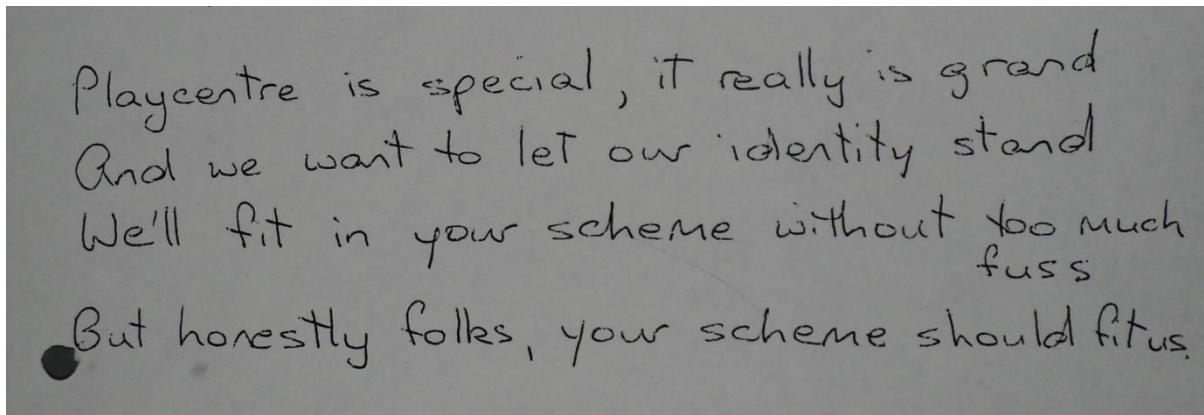 Playcentre is special, it really is grand
And we want to let our identity stand
We'll fit in your scheme without too much
fuss
But honestly folks, your scheme should fit us.